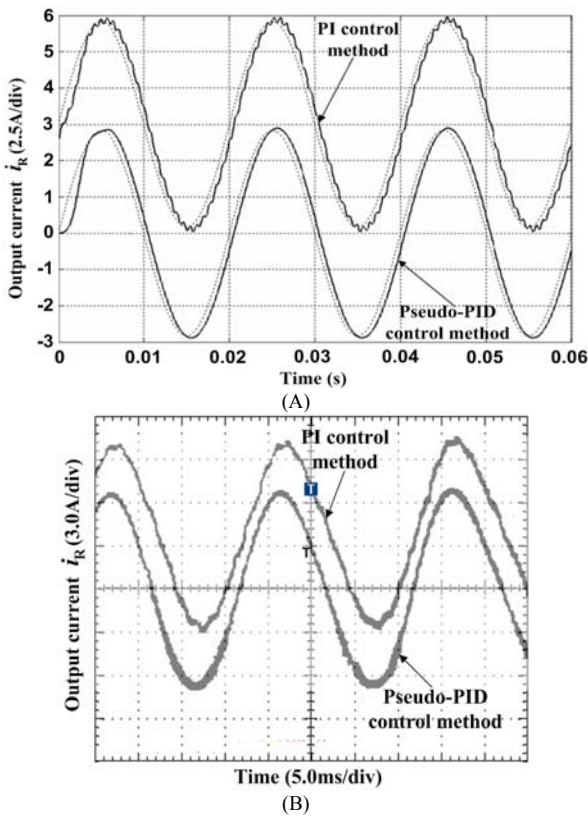 6
5
4
3
2
1
0
-1
-2
-3
Output current i_R (2.5A/div)
PI control
method
Pseudo-PID
control method
0
0.01
0.02
0.03
0.04
0.05
0.06
Time (s)
(A)
Output current i_R (3.0A/div)
PI control
method
T
T
Pseudo-PID
control method
Time (5.0ms/div)
(B)